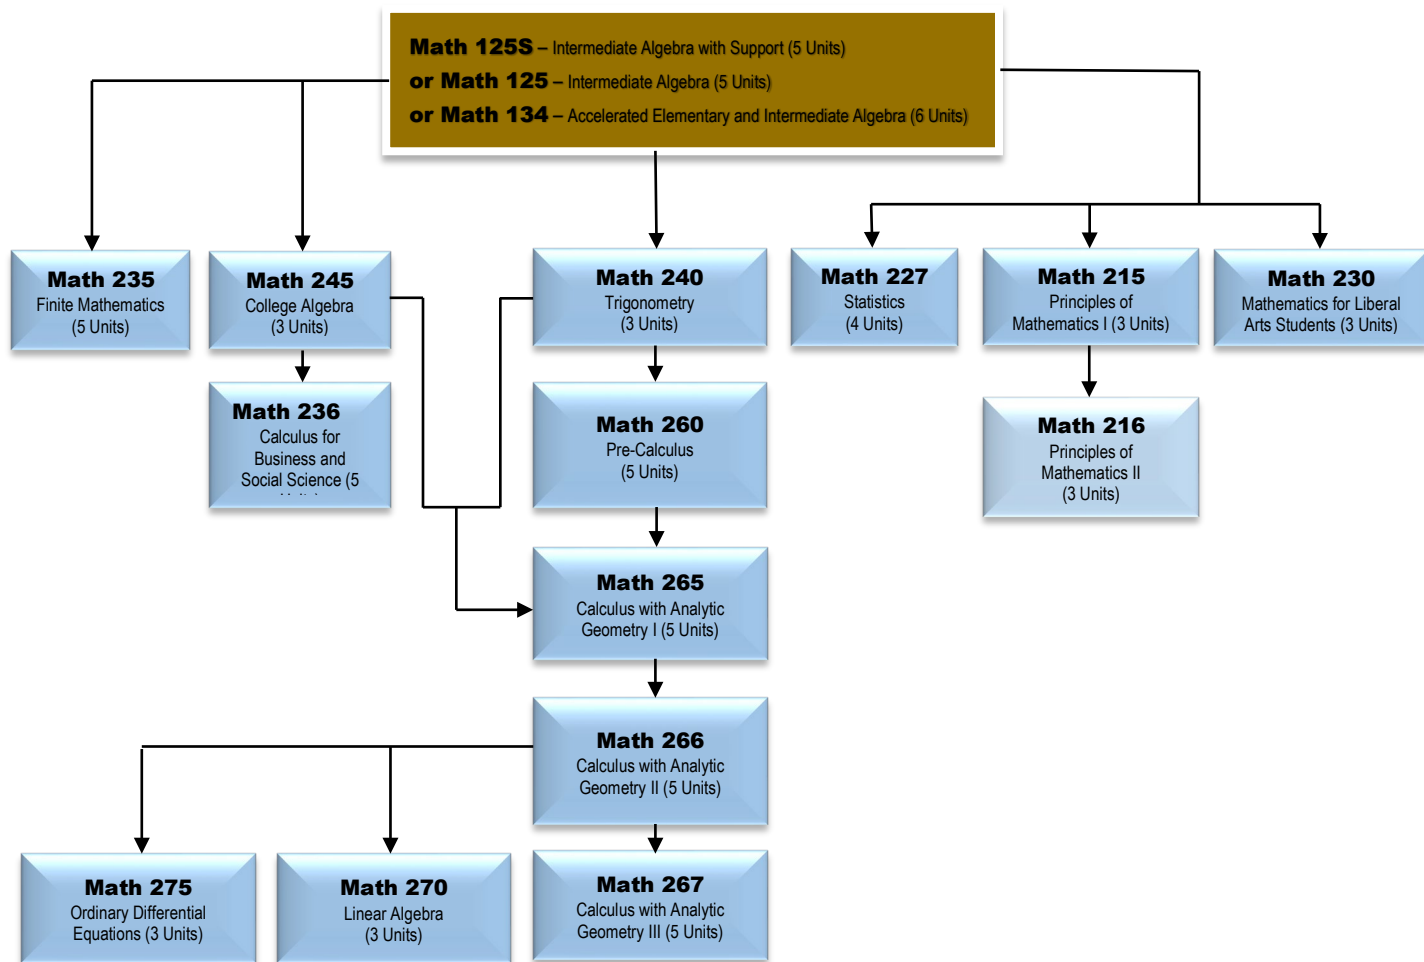 Math 125S – Intermediate Algebra with Support (5 Units)
or Math 125 – Intermediate Algebra (5 Units)
or Math 134 – Accelerated Elementary and Intermediate Algebra (6 Units)
Math 235
Finite Mathematics
(5 Units)
Math 245
College Algebra
(3 Units)
Math 240
Trigonometry
(3 Units)
Math 227
Statistics
(4 Units)
Math 215
Principles of
Mathematics I (3 Units)
Math 230
Mathematics for Liberal
Arts Students (3 Units)
Math 236
Calculus for
Business and
Social Science (5
Math 260
Pre-Calculus
(5 Units)
Math 216
Principles of
Mathematics II
(3 Units)
Math 265
Calculus with Analytic
Geometry I (5 Units)
Math 266
Calculus with Analytic
Geometry II (5 Units)
Math 275
Ordinary Differential
Equations (3 Units)
Math 270
Linear Algebra
(3 Units)
Math 267
Calculus with Analytic
Geometry III (5 Units)